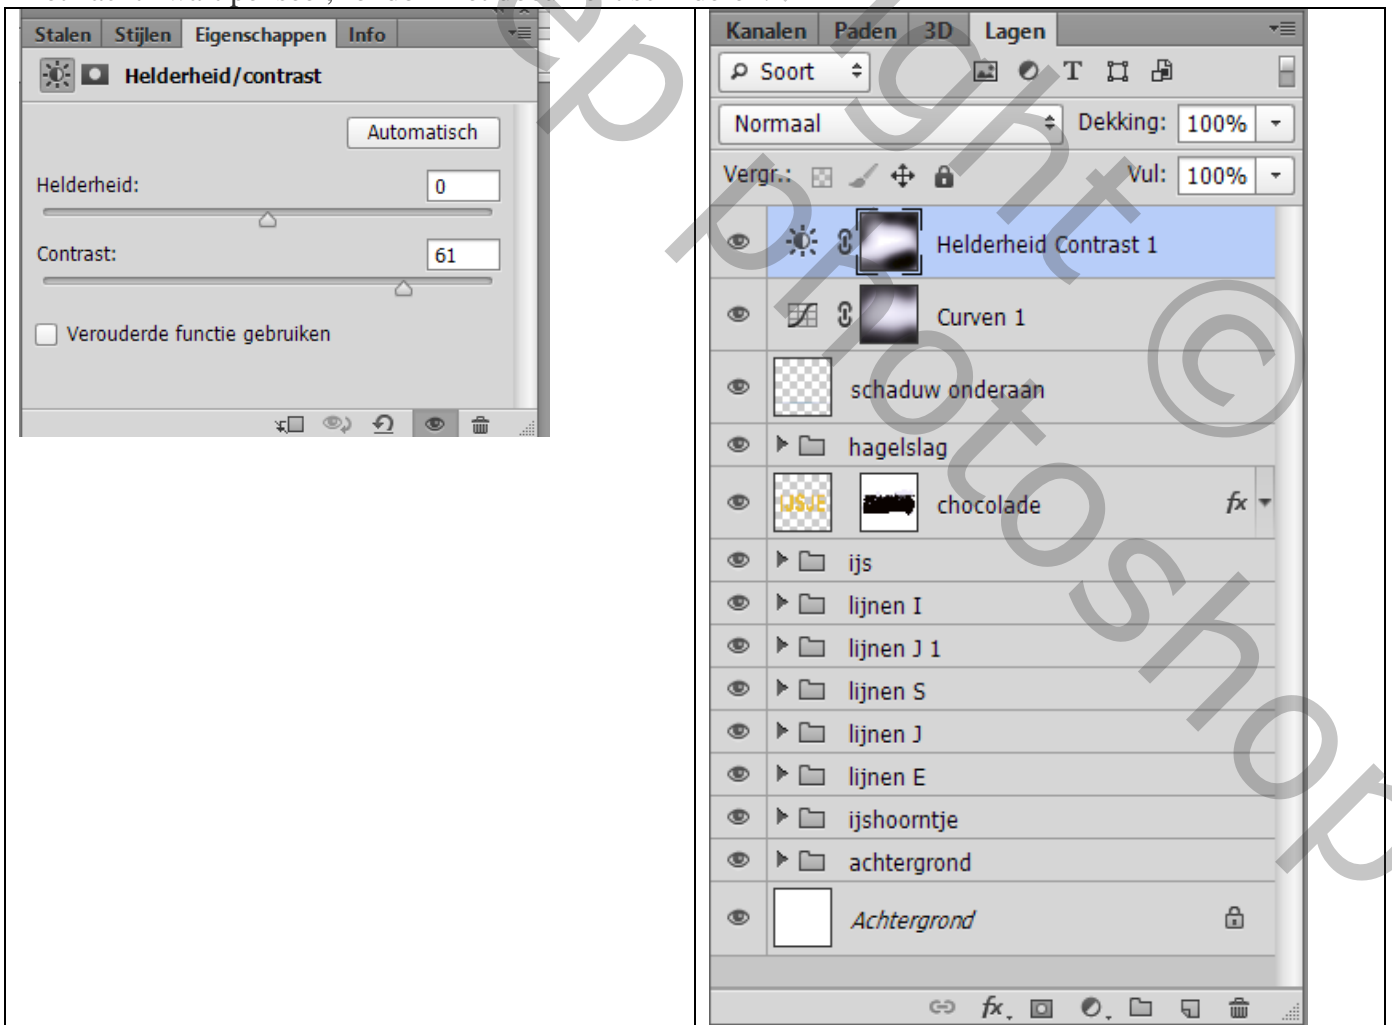 Stalen Stijlen Eigenschappen Info
Helderheid/contrast
Automatisch
Helderheid: 0
Contrast: 61
Verouderde functie gebruiken
Kanalen Paden 3D Lagen
Soort
Normaal Dekking: 100%
Vergr.: Vul: 100%
Helderheid Contrast 1
Curven 1
schaduw onderaan
hagelslag
IJSJE chocolade fx
ijs
lijnen I
lijnen J 1
lijnen S
lijnen J
lijnen E
ijshoorntje
achtergrond
Achtergrond
fx